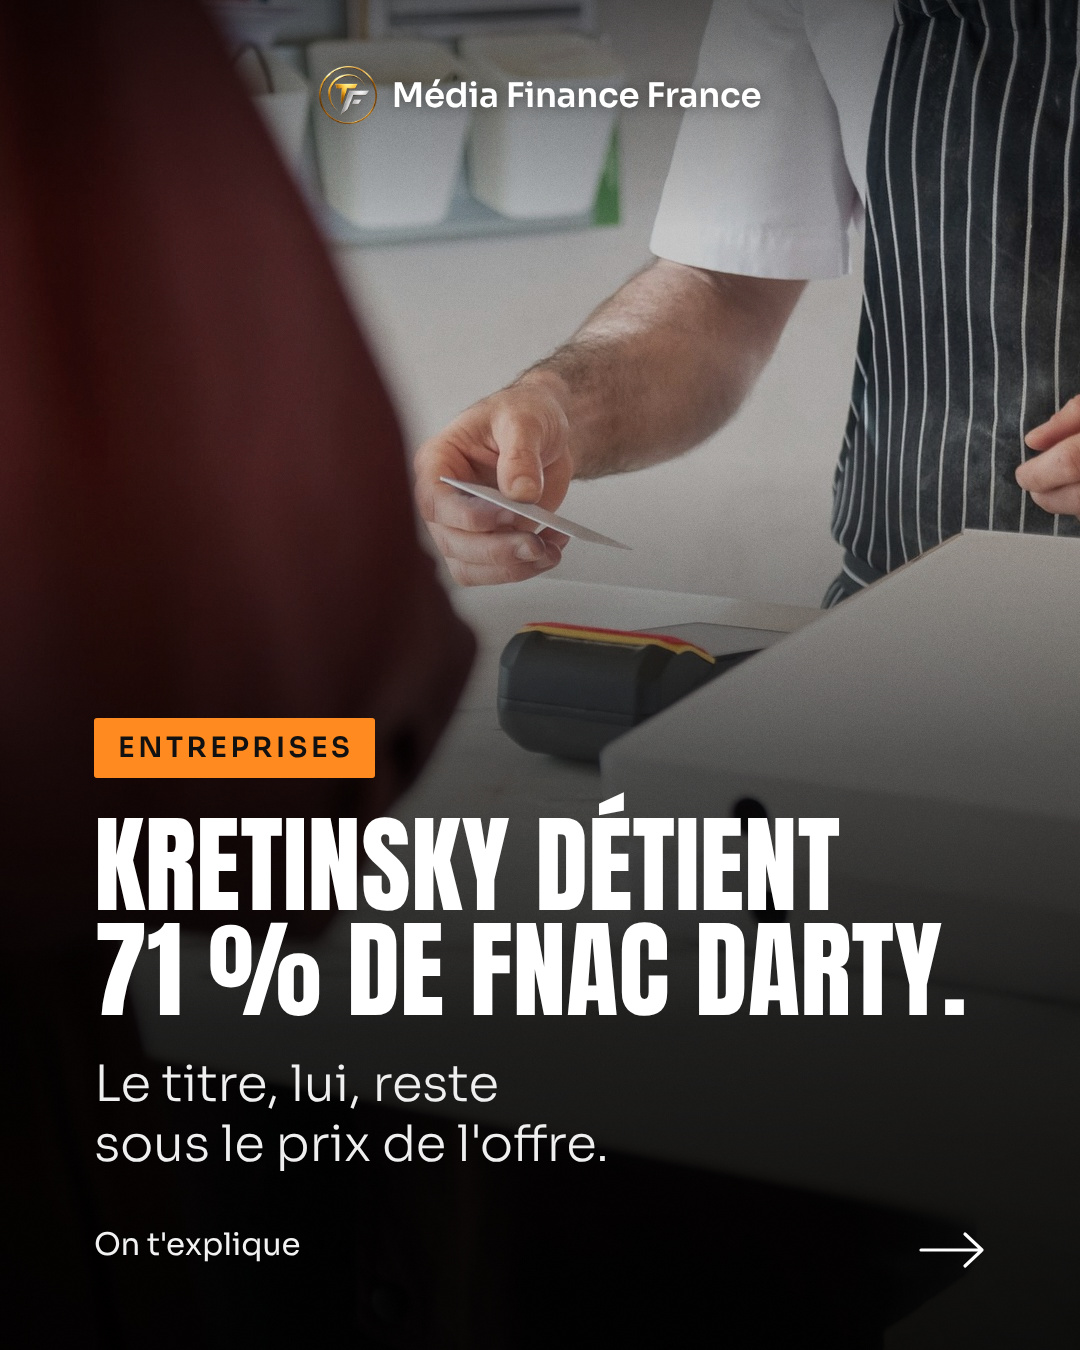 TF
Média Finance France
ENTREPRISES
KRETINSKY DÉTIENT
71 % DE FNAC DARTY.
Le titre, lui, reste
sous le prix de l'offre.
On t'explique